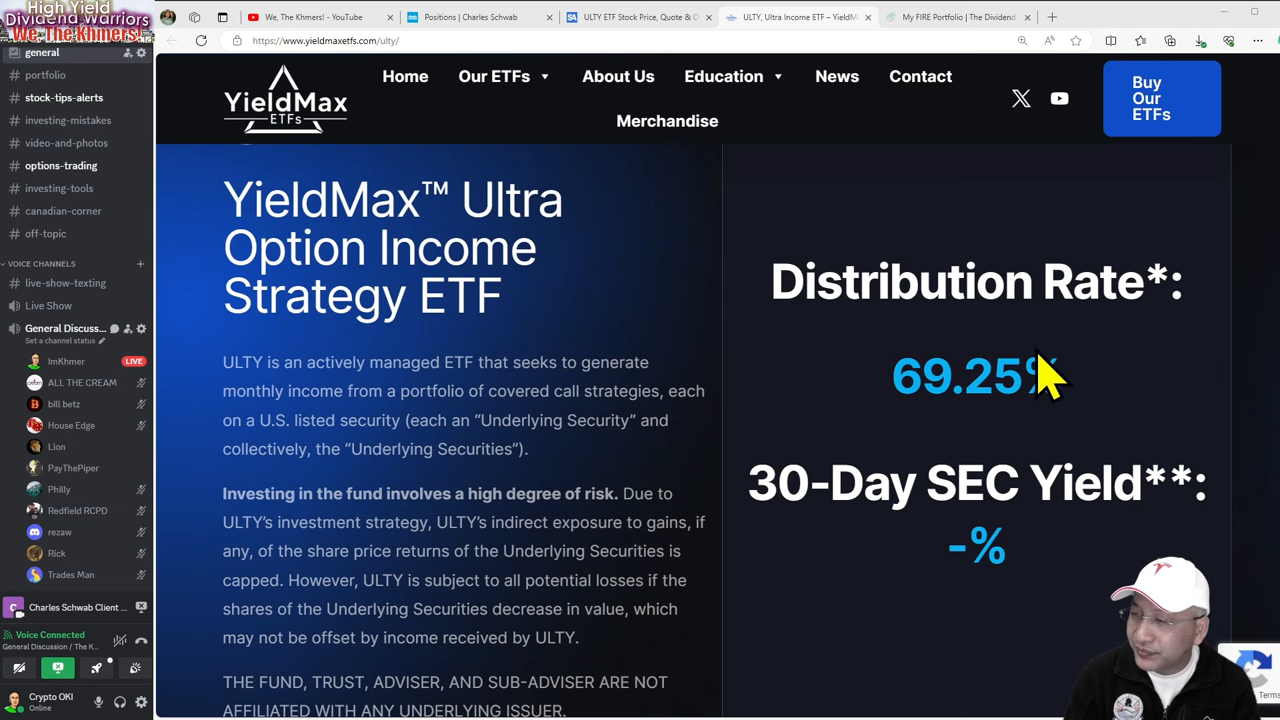 High Yield
Dividend Warriors
We, The Khmers!
general
portfolio
stock-tips-alerts
investing-mistakes
video-and-photos
options-trading
investing-tools
canadian-corner
off-topic
VOICE CHANNELS
live-show-texting
Live Show
General Discuss...
Set a channel status
ImKhmer LIVE
ALL THE CREAM
bill betz
House Edge
Lion
PayThePiper
Philly
Redfield RCPD
rezaw
Rick
Trades Man
Charles Schwab Client ...
Voice Connected
General Discussion / The K...
Crypto OKI
Online
We, The Khmers! - YouTube
Positions | Charles Schwab
ULTY ETF Stock Price, Quote & C
ULTY, Ultra Income ETF – YieldM
My FIRE Portfolio | The Dividend
https://www.yieldmaxetfs.com/ulty/
YieldMax
ETFs
Home Our ETFs About Us Education News Contact
Merchandise
Buy
Our
ETFs
YieldMax™ Ultra
Option Income
Strategy ETF
ULTY is an actively managed ETF that seeks to generate
monthly income from a portfolio of covered call strategies, each
on a U.S. listed security (each an “Underlying Security” and
collectively, the “Underlying Securities”).
Investing in the fund involves a high degree of risk. Due to
ULTY’s investment strategy, ULTY’s indirect exposure to gains, if
any, of the share price returns of the Underlying Securities is
capped. However, ULTY is subject to all potential losses if the
shares of the Underlying Securities decrease in value, which
may not be offset by income received by ULTY.
THE FUND, TRUST, ADVISER, AND SUB-ADVISER ARE NOT
AFFILIATED WITH ANY UNDERLYING ISSUER.
Distribution Rate*:
69.25%
30-Day SEC Yield**:
-%
Terms